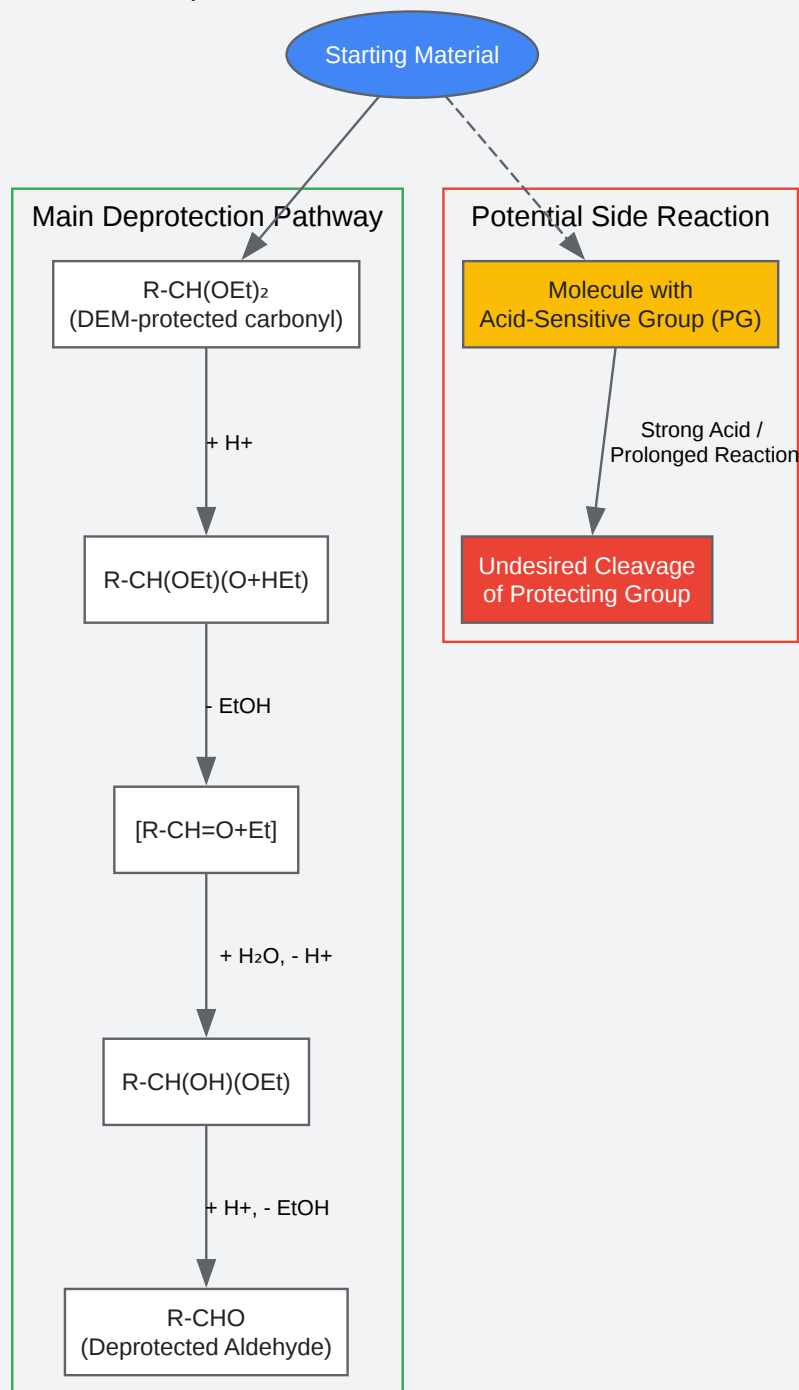 Starting Material
Main Deprotection Pathway
R-CH(OEt)₂
(DEM-protected carbonyl)
+ H+
R-CH(OEt)(O+HEt)
- EtOH
[R-CH=O+Et]
+ H₂O, - H+
R-CH(OH)(OEt)
+ H+, - EtOH
R-CHO
(Deprotected Aldehyde)
Potential Side Reaction
Molecule with
Acid-Sensitive Group (PG)
Strong Acid /
Prolonged Reaction
Undesired Cleavage
of Protecting Group